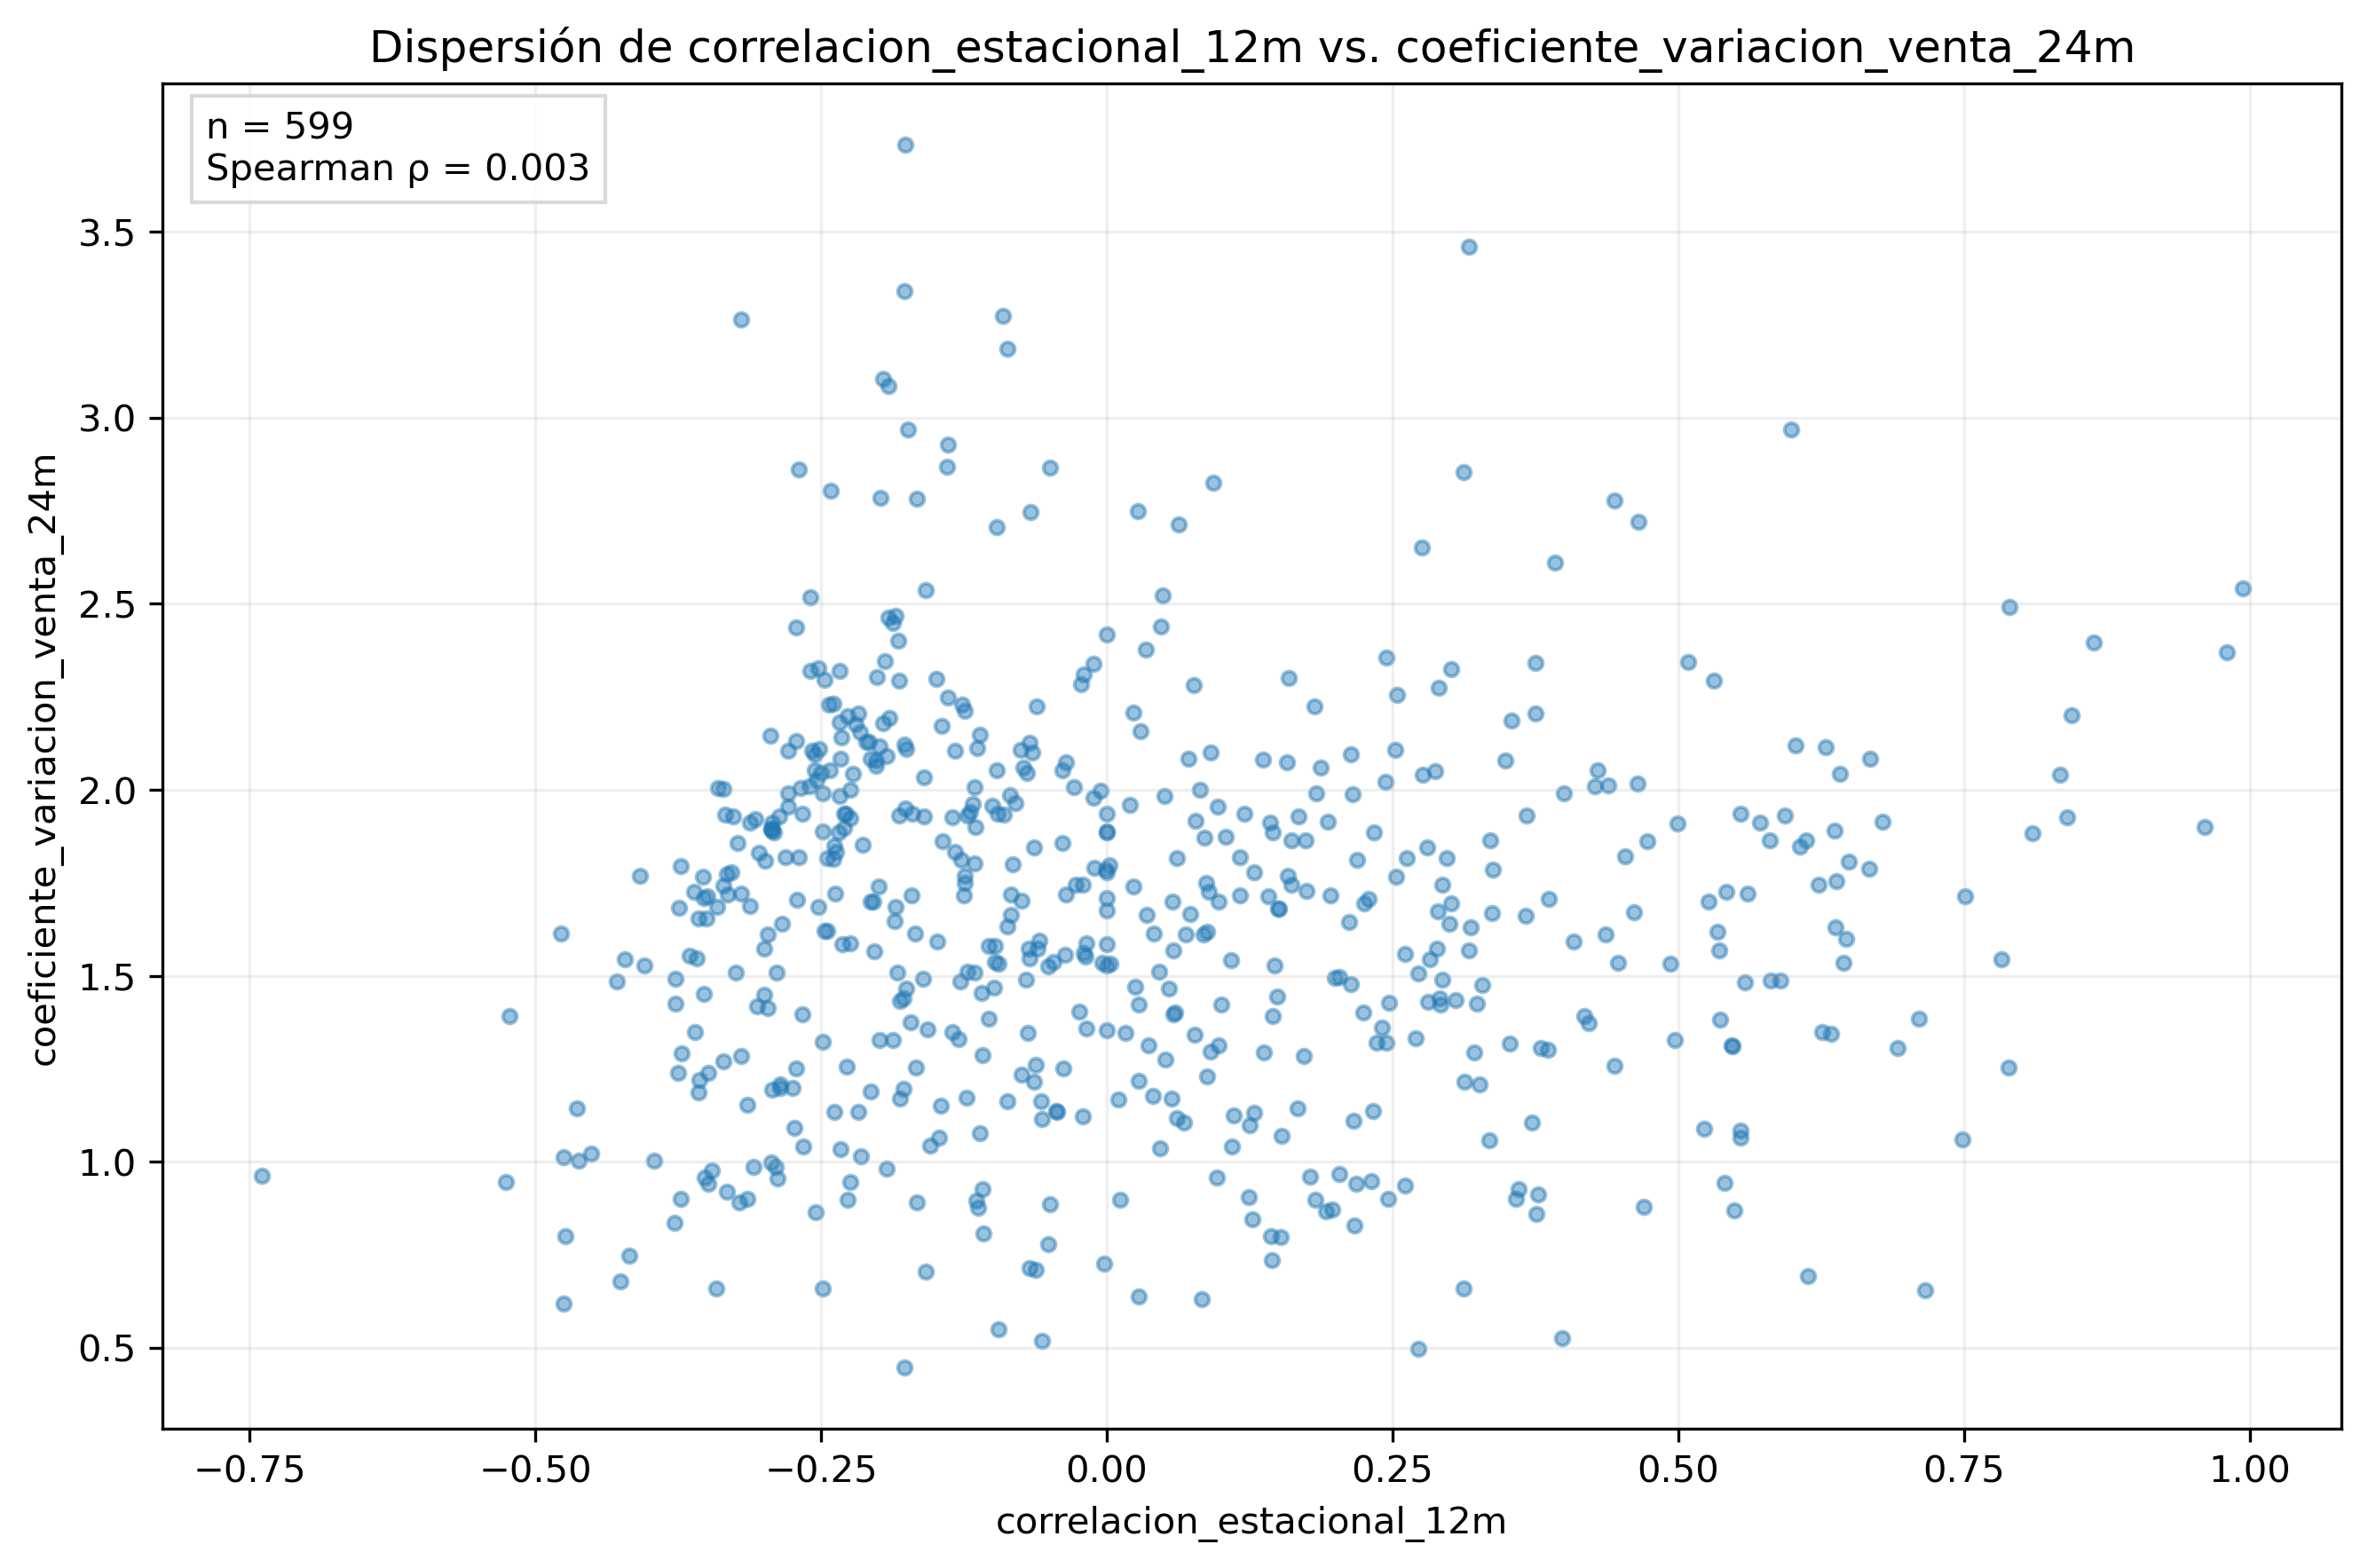 Dispersión de correlacion_estacional_12m vs. coeficiente_variacion_venta_24m
n = 599
Spearman ρ = 0.003
coeficiente_variacion_venta_24m
3.5
3.0
2.5
2.0
1.5
1.0
0.5
−0.75 −0.50 −0.25 0.00 0.25 0.50 0.75 1.00
correlacion_estacional_12m